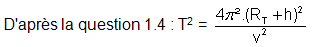 D'après la question 1.4 : T² = 4π².(R_T +h)² / v²